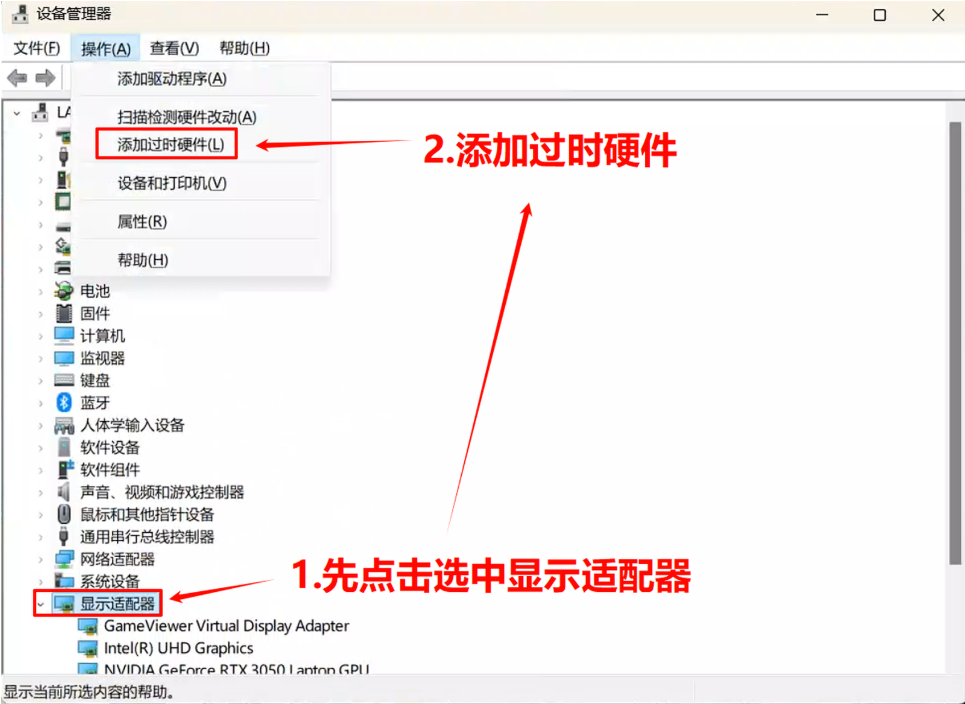 设备管理器
文件(F) 操作(A) 查看(V) 帮助(H)
添加驱动程序(A)
扫描检测硬件改动(A)
添加过时硬件(L)
2.添加过时硬件
设备和打印机(V)
属性(R)
帮助(H)
电池
固件
计算机
监视器
键盘
蓝牙
人体学输入设备
软件设备
软件组件
声音、视频和游戏控制器
鼠标和其他指针设备
通用串行总线控制器
网络适配器
系统设备
1.先点击选中显示适配器
显示适配器
GameViewer Virtual Display Adapter
Intel(R) UHD Graphics
NVIDIA GeForce RTX 3050 Laptop GPU
显示当前所选内容的帮助。